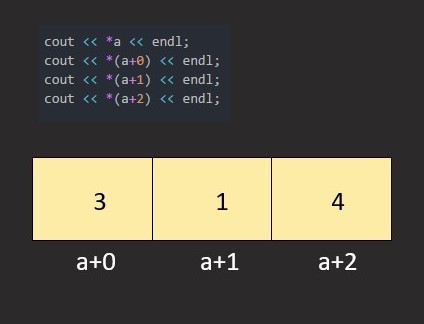 cout << *a << endl;
cout << *(a+0) << endl;
cout << *(a+1) << endl;
cout << *(a+2) << endl;
3 1 4
a+0 a+1 a+2